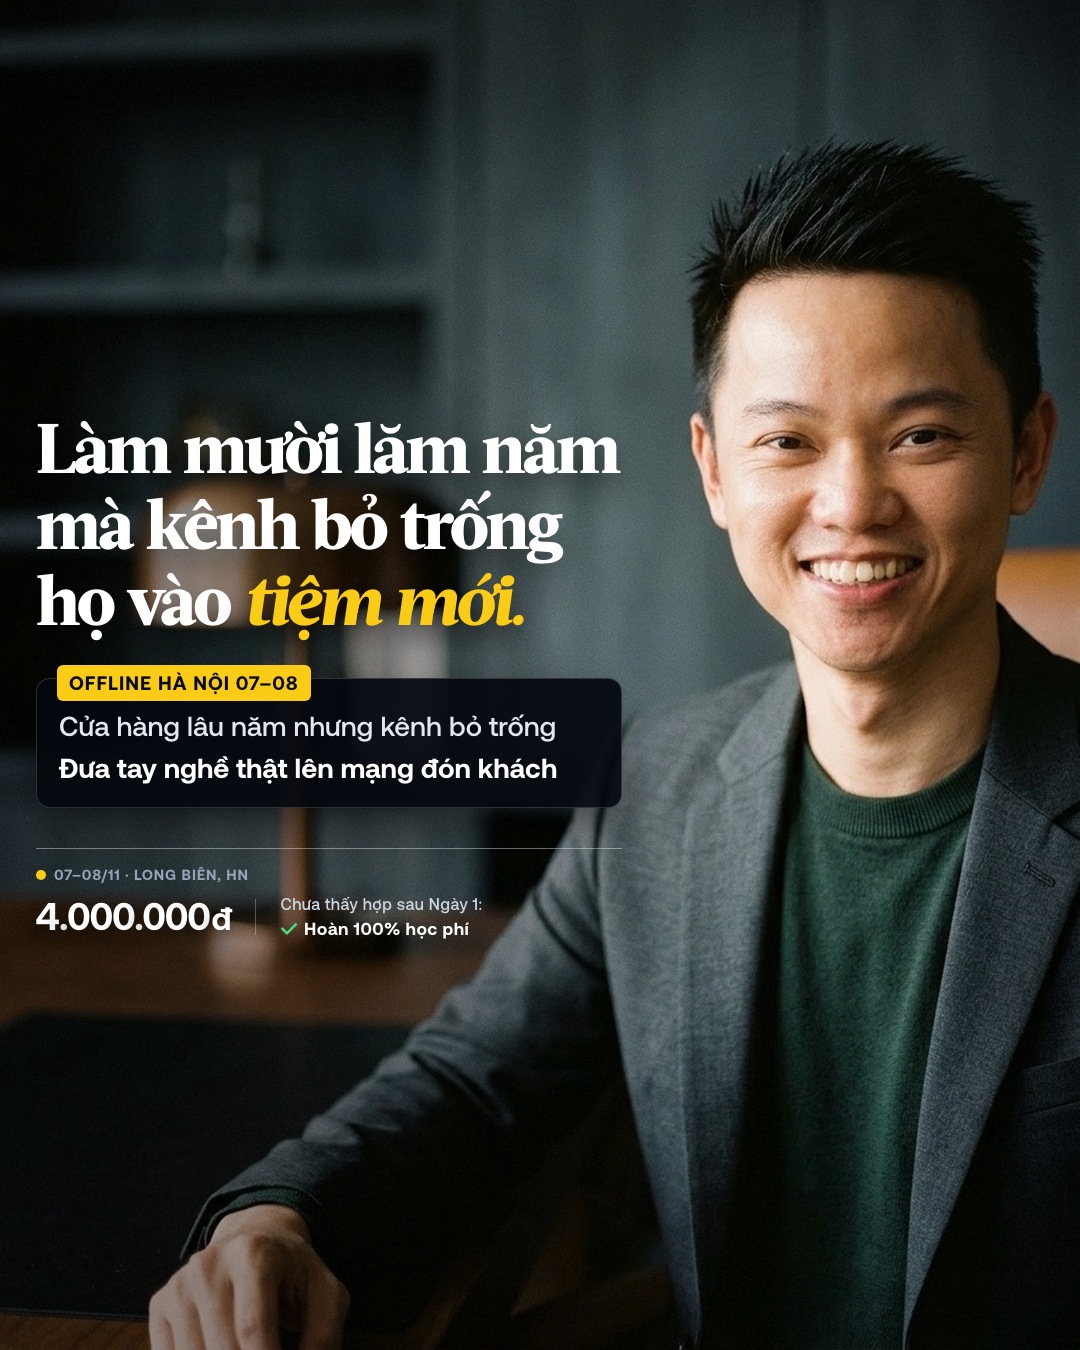 Làm mười lăm năm
mà kênh bỏ trống
họ vào tiệm mới.
OFFLINE HÀ NỘI 07–08
Cửa hàng lâu năm nhưng kênh bỏ trống
Đưa tay nghề thật lên mạng đón khách
07–08/11 · LONG BIÊN, HN
4.000.000đ
Chưa thấy hợp sau Ngày 1:
Hoàn 100% học phí